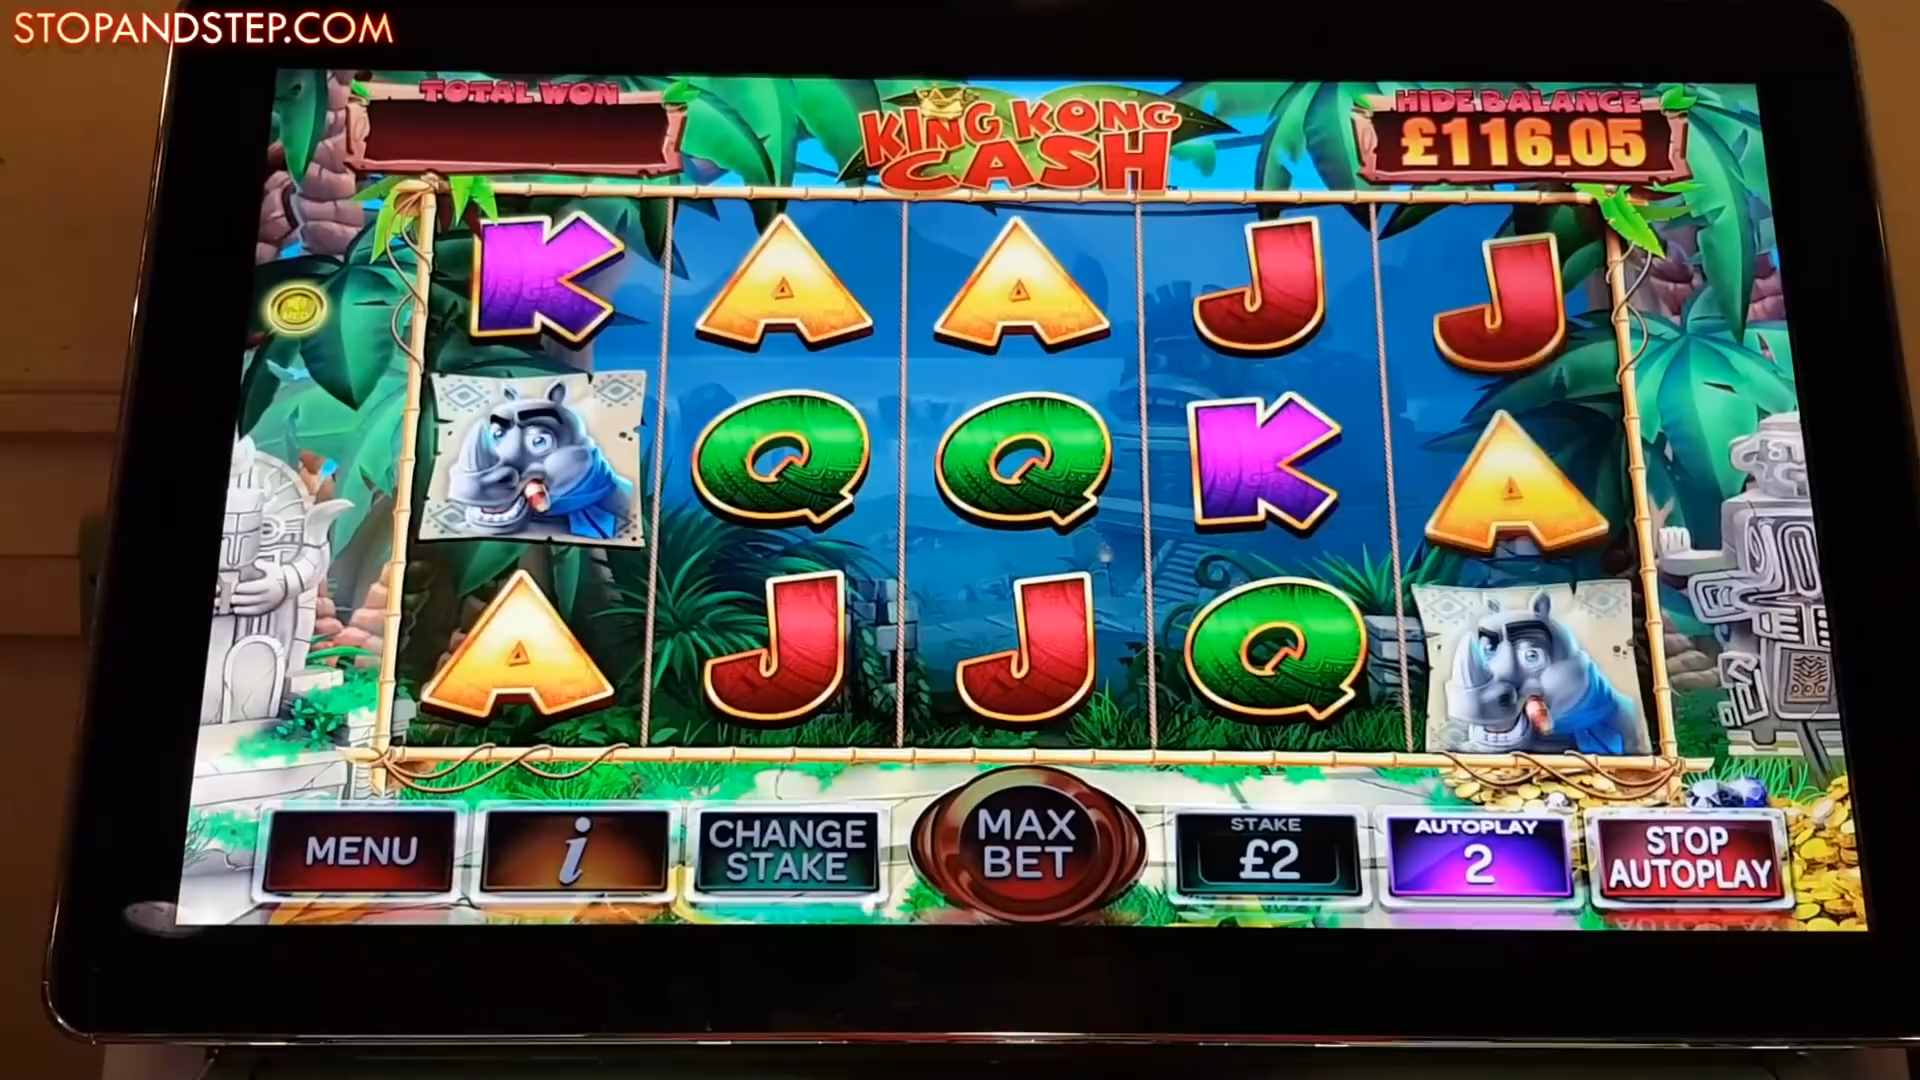 STOPANDSTEP.COM
TOTAL WON
KING KONG
CASH
HIDE BALANCE
£116.05
MED
K A A J J
Q Q K A
A J J Q
MENU
i
CHANGE
STAKE
MAX
BET
STAKE
£2
AUTOPLAY
2
STOP
AUTOPLAY